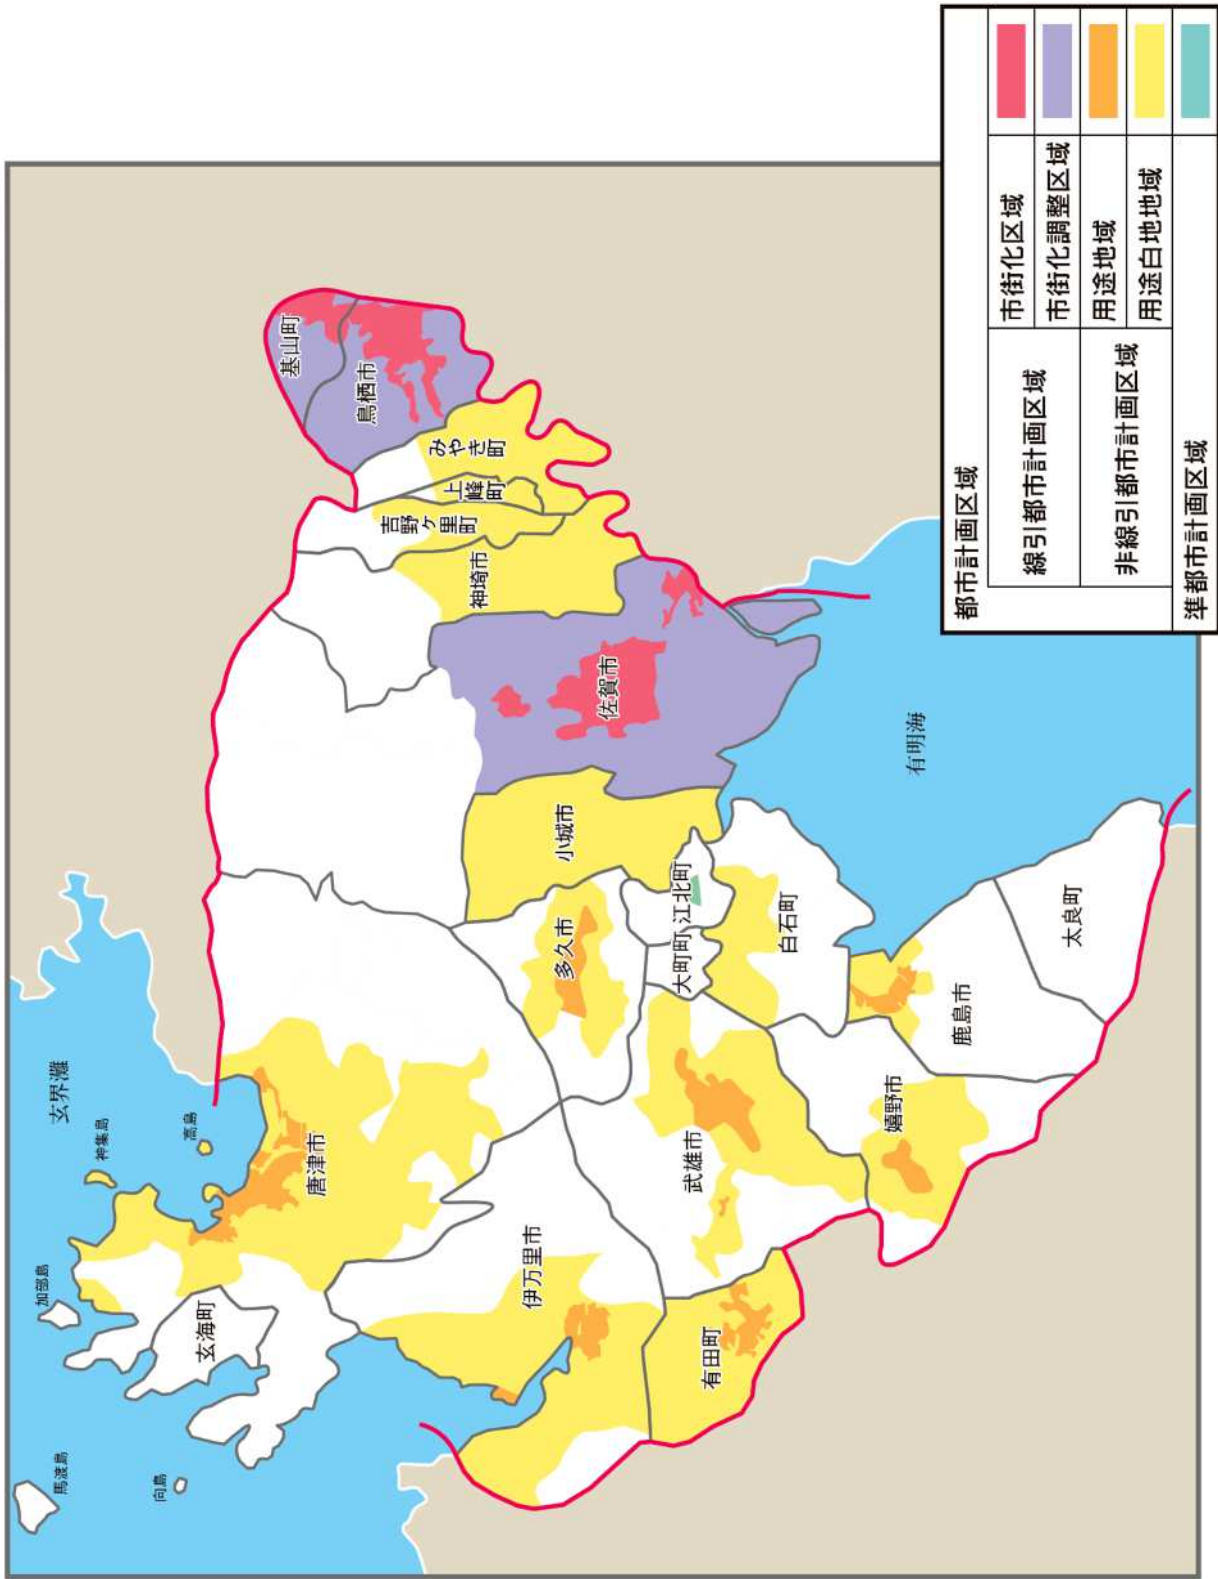 玄界灘
馬渡島
加部島
神集島
高島
向島
玄海町
唐津市
伊万里市
有田町
武雄市
嬉野市
鹿島市
太良町
白石町
大町町
江北町
多久市
小城市
佐賀市
神埼市
吉野ヶ里町
上峰町
みやき町
鳥栖市
基山町
有明海
都市計画区域
線引都市計画区域
市街化区域
市街化調整区域
非線引都市計画区域
用途地域
用途白地地域
準都市計画区域